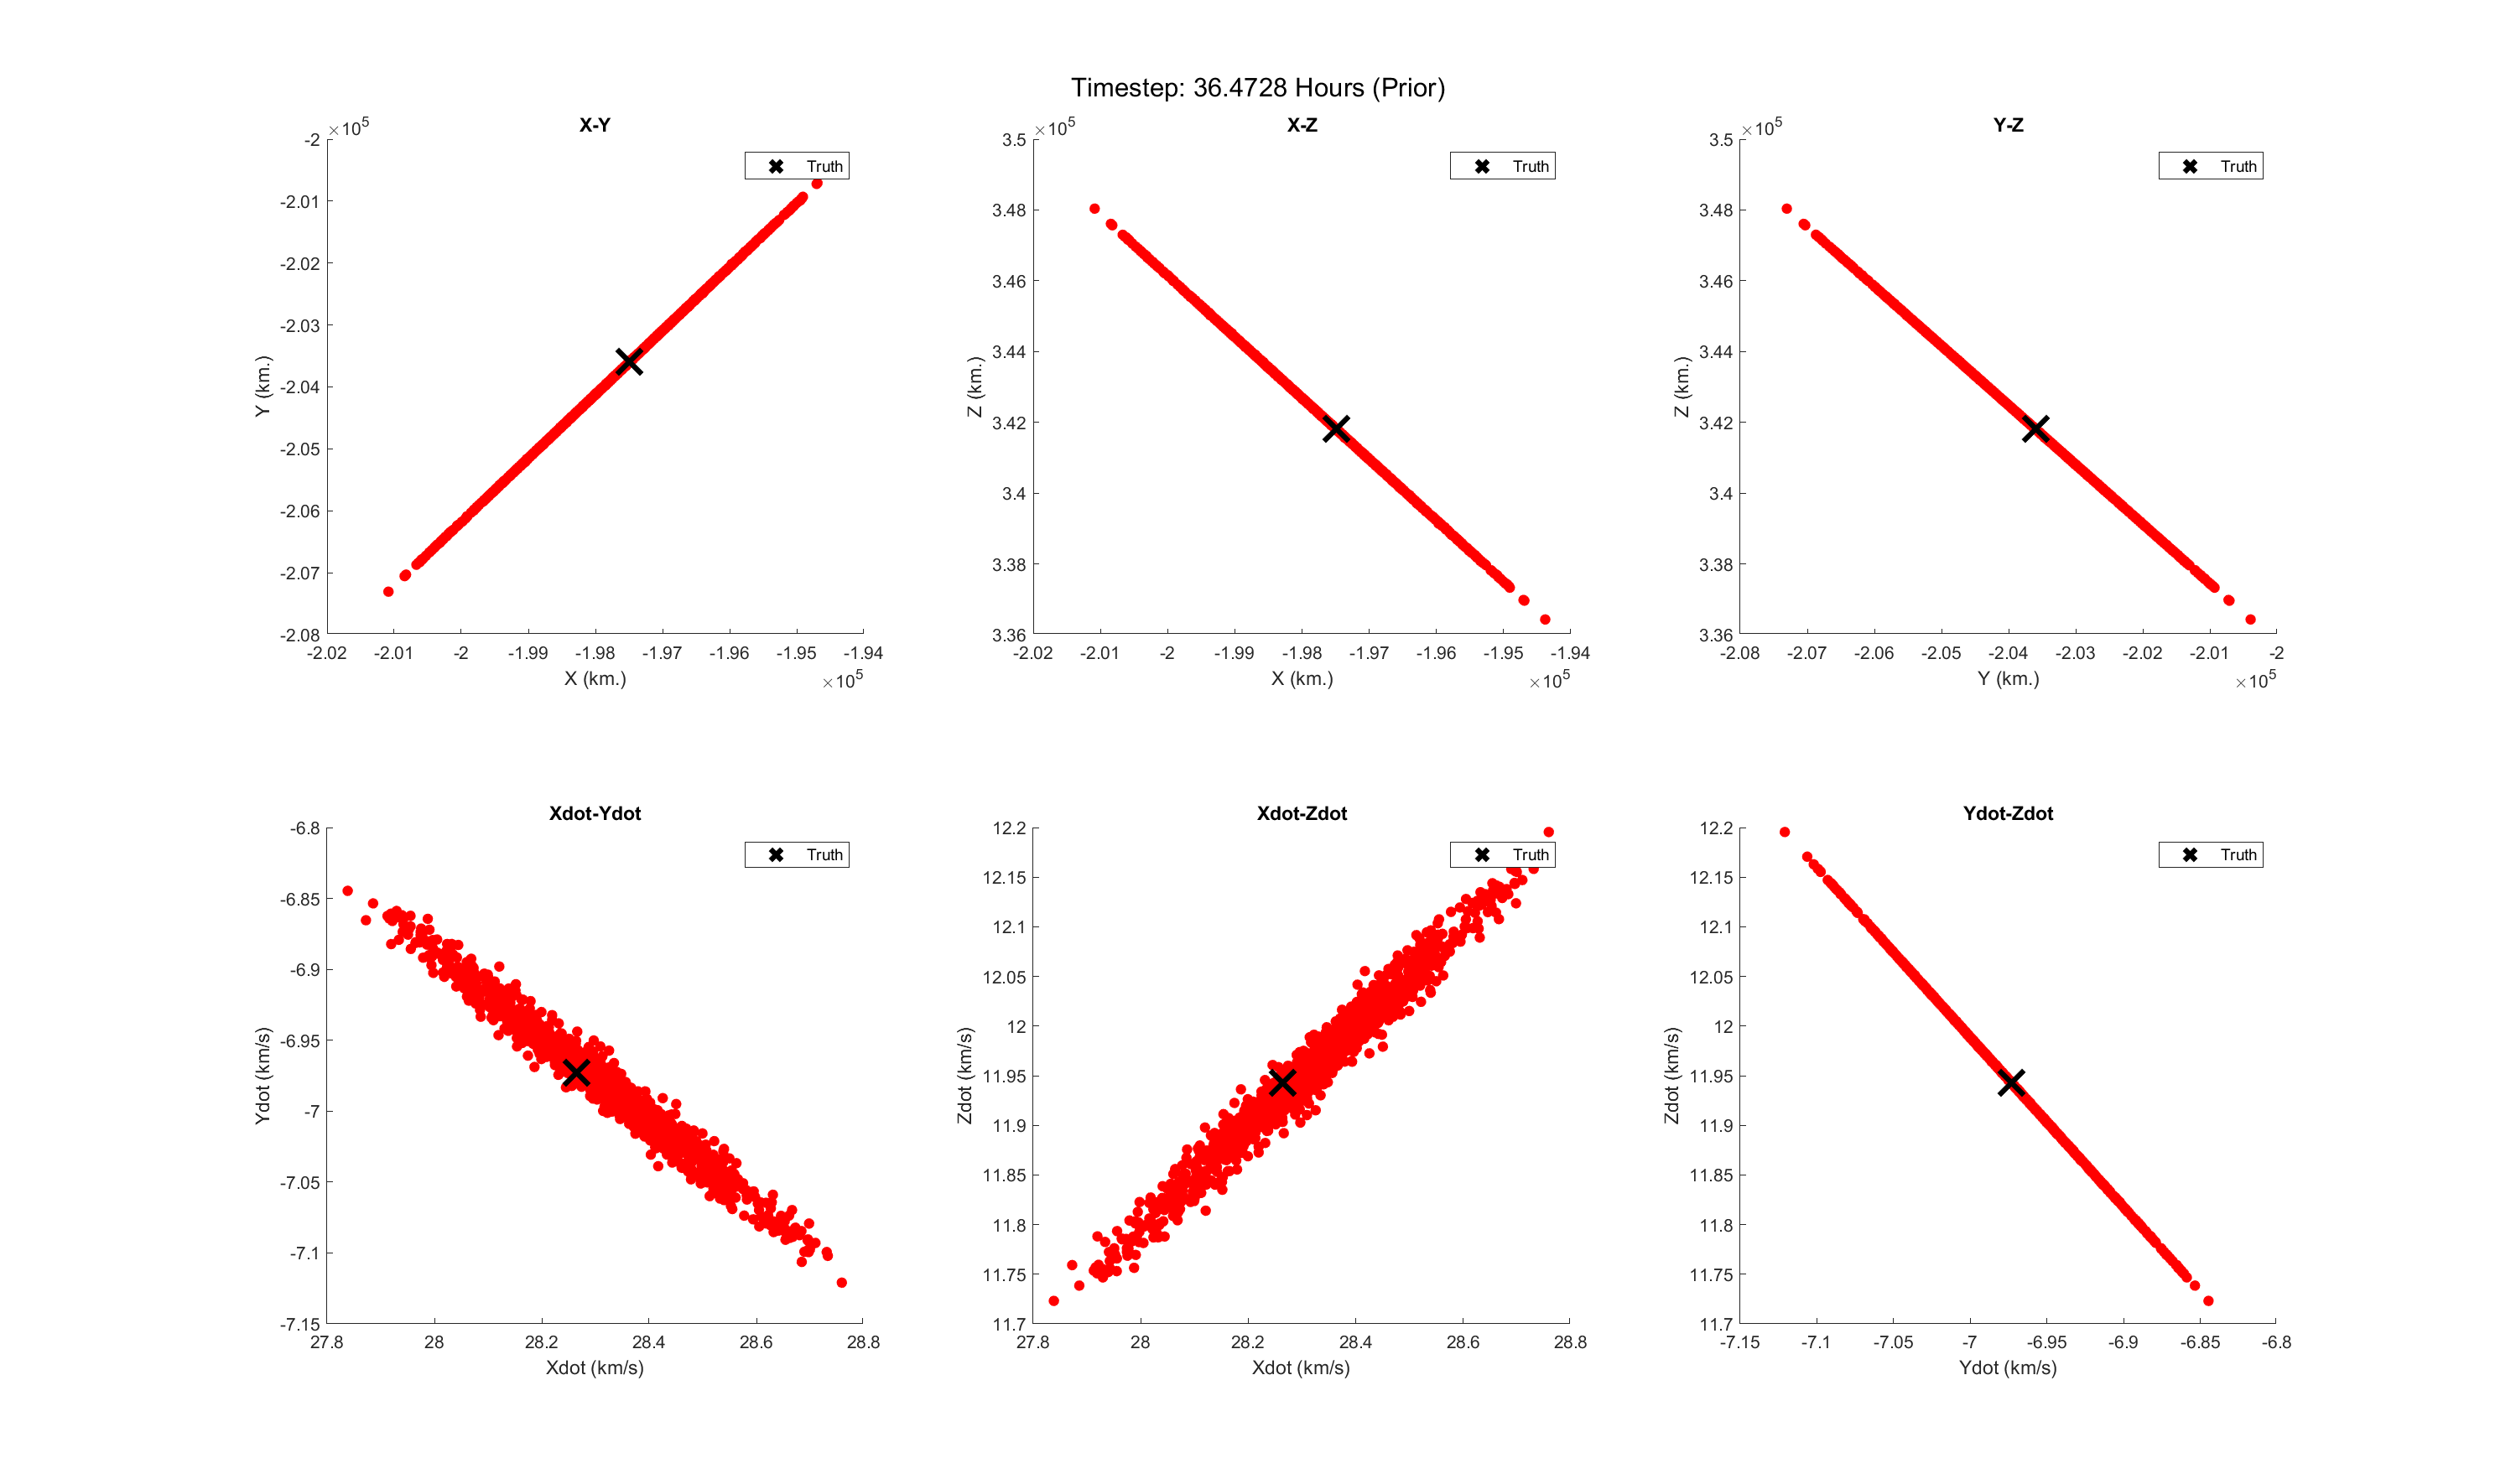 Timestep: 36.4728 Hours (Prior)
X-Y
×10^5
Truth
-2
-2.01
-2.02
-2.03
-2.04
-2.05
-2.06
-2.07
-2.08
Y (km.)
-2.02 -2.01 -2 -1.99 -1.98 -1.97 -1.96 -1.95 -1.94
X (km.)
×10^5
X-Z
×10^5
Truth
3.5
3.48
3.46
3.44
3.42
3.4
3.38
3.36
Z (km.)
-2.02 -2.01 -2 -1.99 -1.98 -1.97 -1.96 -1.95 -1.94
X (km.)
×10^5
Y-Z
×10^5
Truth
3.5
3.48
3.46
3.44
3.42
3.4
3.38
3.36
Z (km.)
-2.08 -2.07 -2.06 -2.05 -2.04 -2.03 -2.02 -2.01 -2
Y (km.)
×10^5
Xdot-Ydot
Truth
-6.8
-6.85
-6.9
-6.95
-7
-7.05
-7.1
-7.15
Ydot (km/s)
27.8 28 28.2 28.4 28.6 28.8
Xdot (km/s)
Xdot-Zdot
Truth
12.2
12.15
12.1
12.05
12
11.95
11.9
11.85
11.8
11.75
11.7
Zdot (km/s)
27.8 28 28.2 28.4 28.6 28.8
Xdot (km/s)
Ydot-Zdot
Truth
12.2
12.15
12.1
12.05
12
11.95
11.9
11.85
11.8
11.75
11.7
Zdot (km/s)
-7.15 -7.1 -7.05 -7 -6.95 -6.9 -6.85 -6.8
Ydot (km/s)